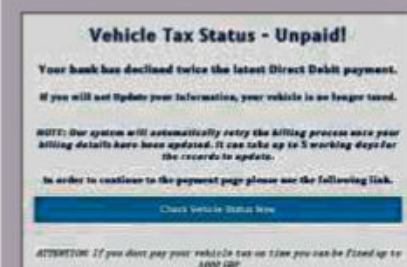 Vehicle Tax Status - Unpaid!
Your bank has declined twice the latest Direct Debit payment.
If you will not Update your Information, your vehicle is no longer taxed.
NOTE: Our system will automatically retry the billing process once your
billing details have been updated. It can take up to 5 working days for
the records to update.
In order to continue to the payment page please use the following link.
Check Vehicle Status Now
ATTENTION! If you dont pay your vehicle tax on time you can be fined up to
1000 GBP